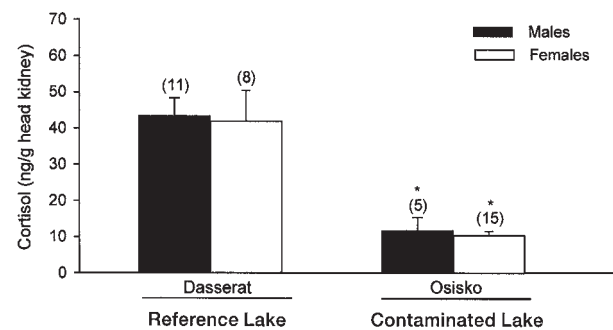 70
60
50
40
30
20
10
0
Cortisol (ng/g head kidney)
Males
Females
(11)
(8)
*
(5)
*
(15)
Dasserat
Osisko
Reference Lake
Contaminated Lake